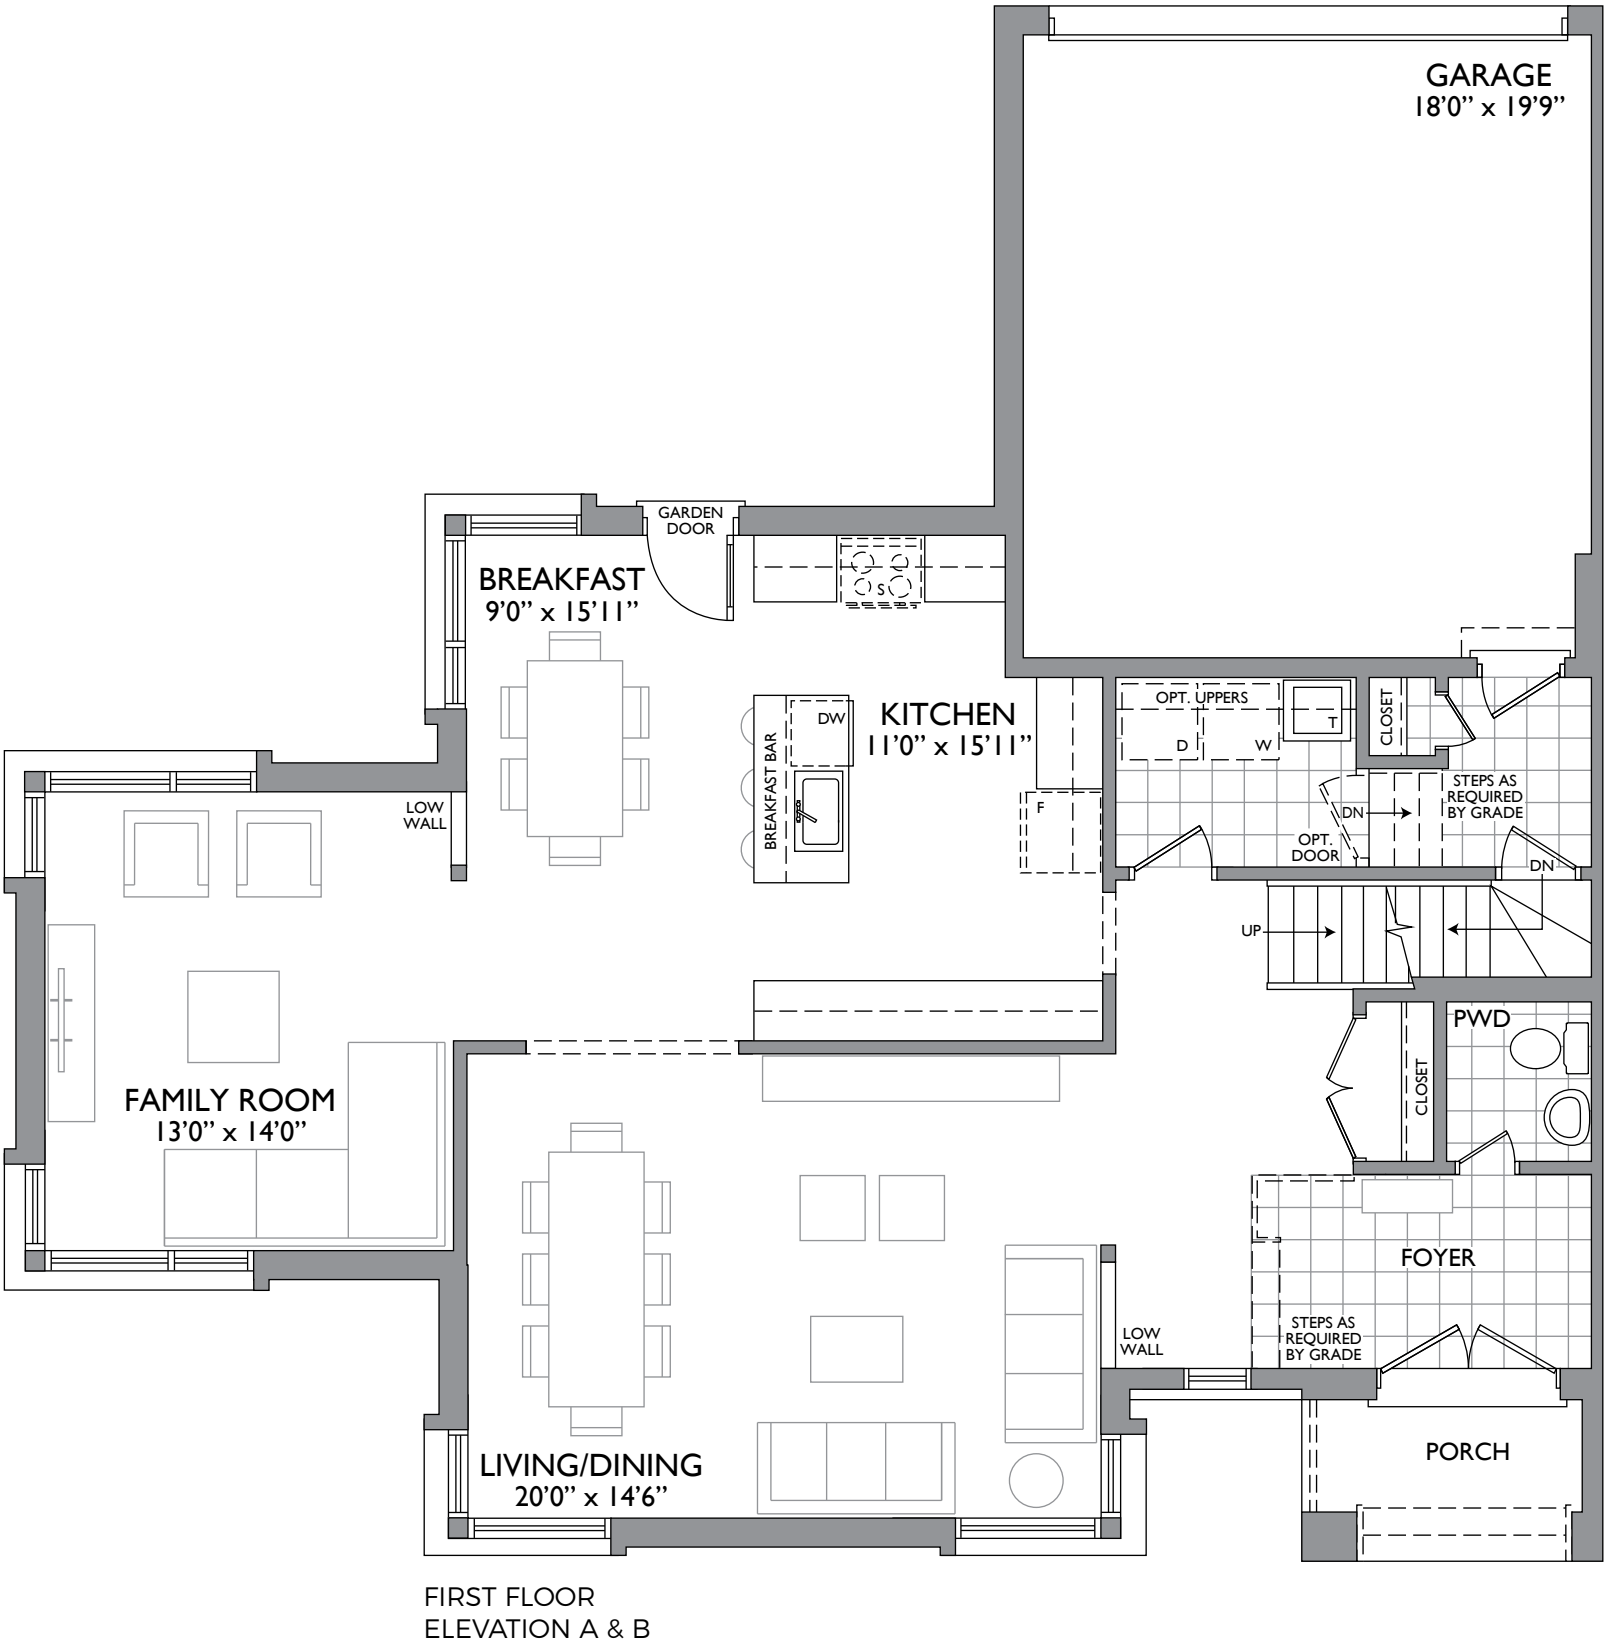 GARAGE
18'0" x 19'9"
GARDEN
DOOR
BREAKFAST
9'0" x 15'11"
S
KITCHEN
11'0" x 15'11"
DW
BREAKFAST BAR
F
OPT. UPPERS
D
W
T
CLOSET
STEPS AS
REQUIRED
BY GRADE
DN
OPT.
DOOR
DN
LOW
WALL
UP
FAMILY ROOM
13'0" x 14'0"
PWD
CLOSET
FOYER
STEPS AS
REQUIRED
BY GRADE
LOW
WALL
LIVING/DINING
20'0" x 14'6"
PORCH
FIRST FLOOR
ELEVATION A & B